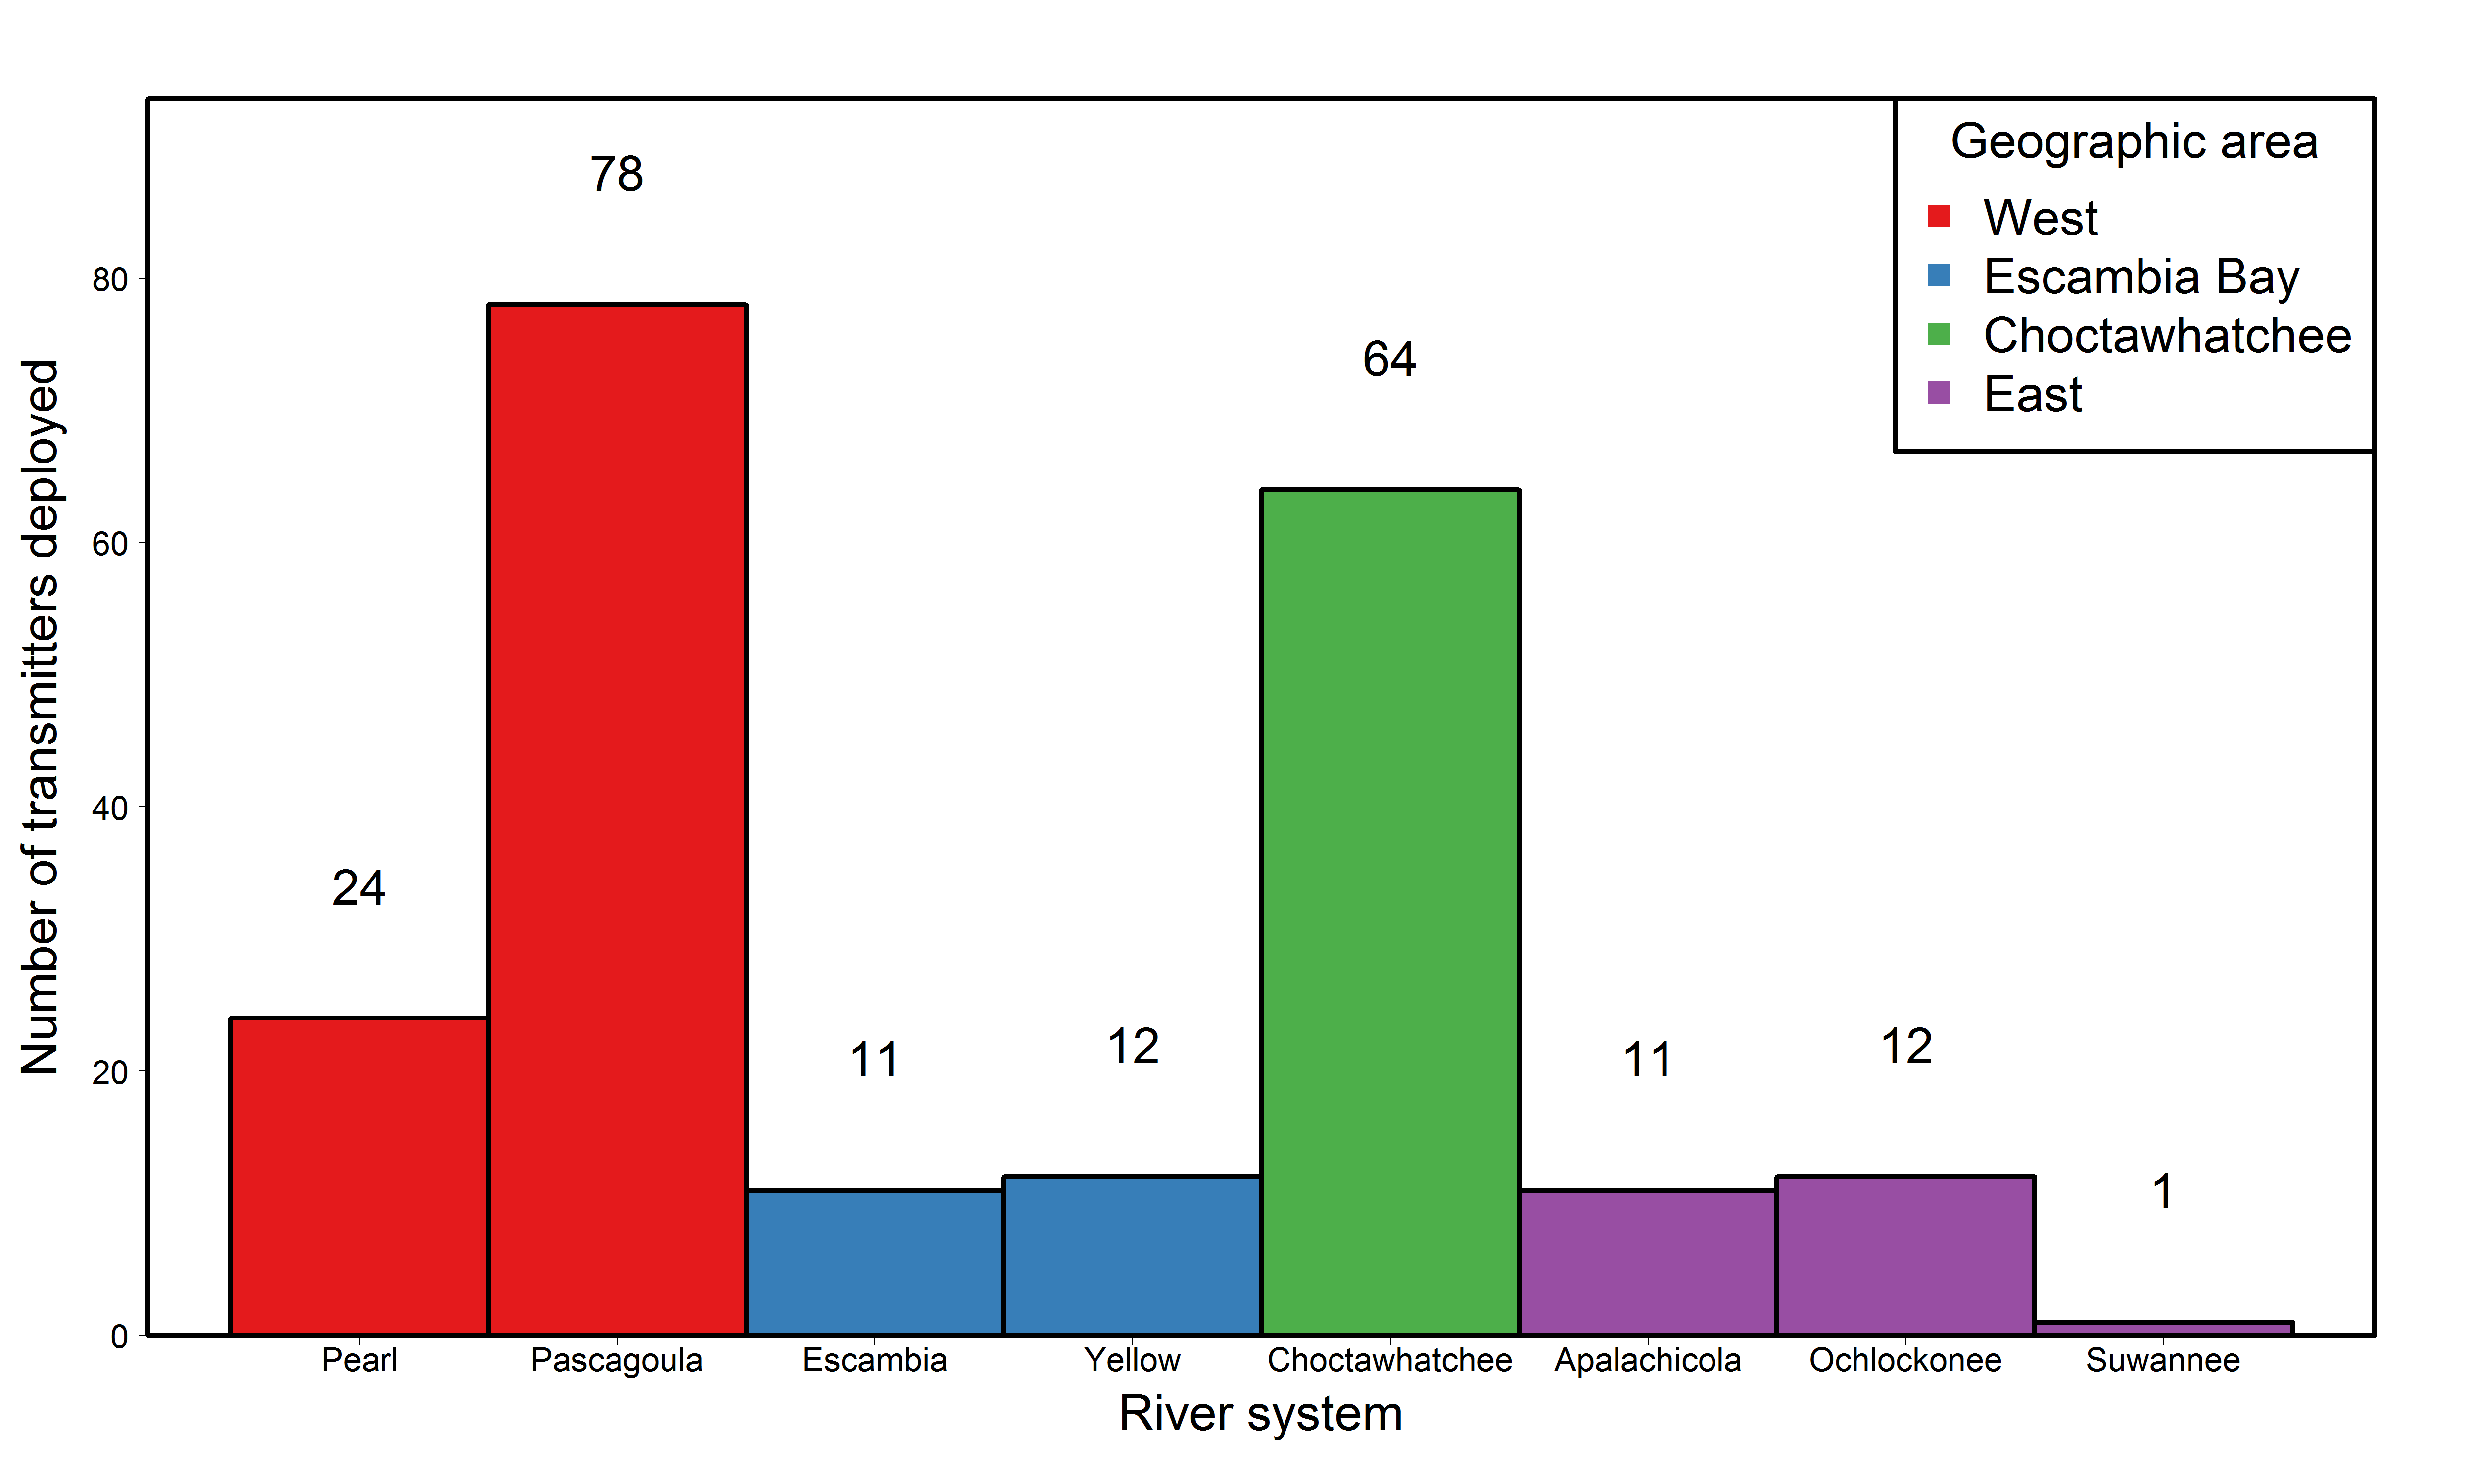 Geographic area
West
Escambia Bay
Choctawhatchee
East
78
64
24
11
12
11
12
1
Number of transmitters deployed
80
60
40
20
0
Pearl Pascagoula Escambia Yellow Choctawhatchee Apalachicola Ochlockonee Suwannee
River system